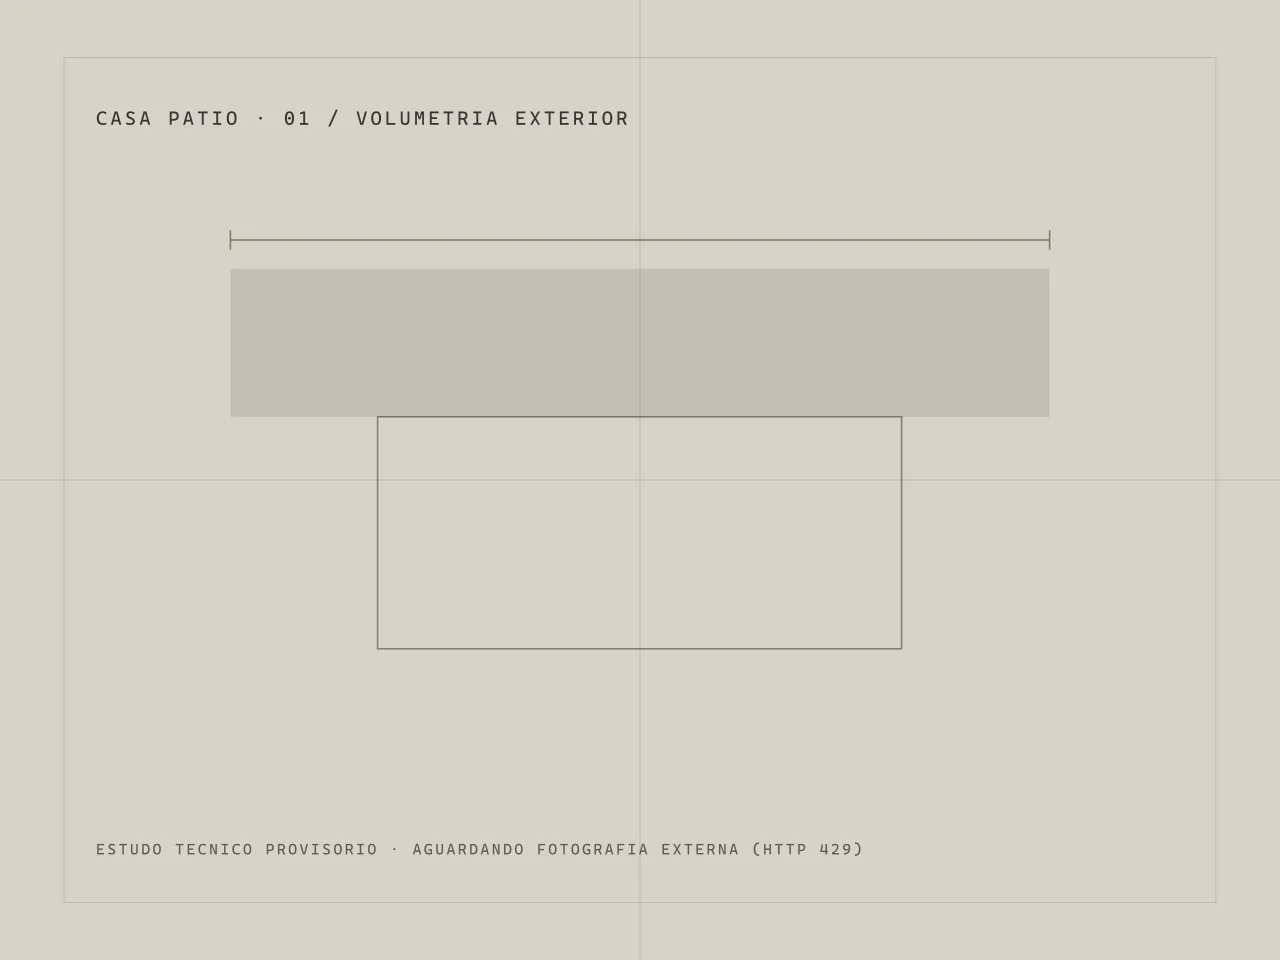 CASA PATIO · 01 / VOLUMETRIA EXTERIOR
ESTUDO TECNICO PROVISORIO · AGUARDANDO FOTOGRAFIA EXTERNA (HTTP 429)